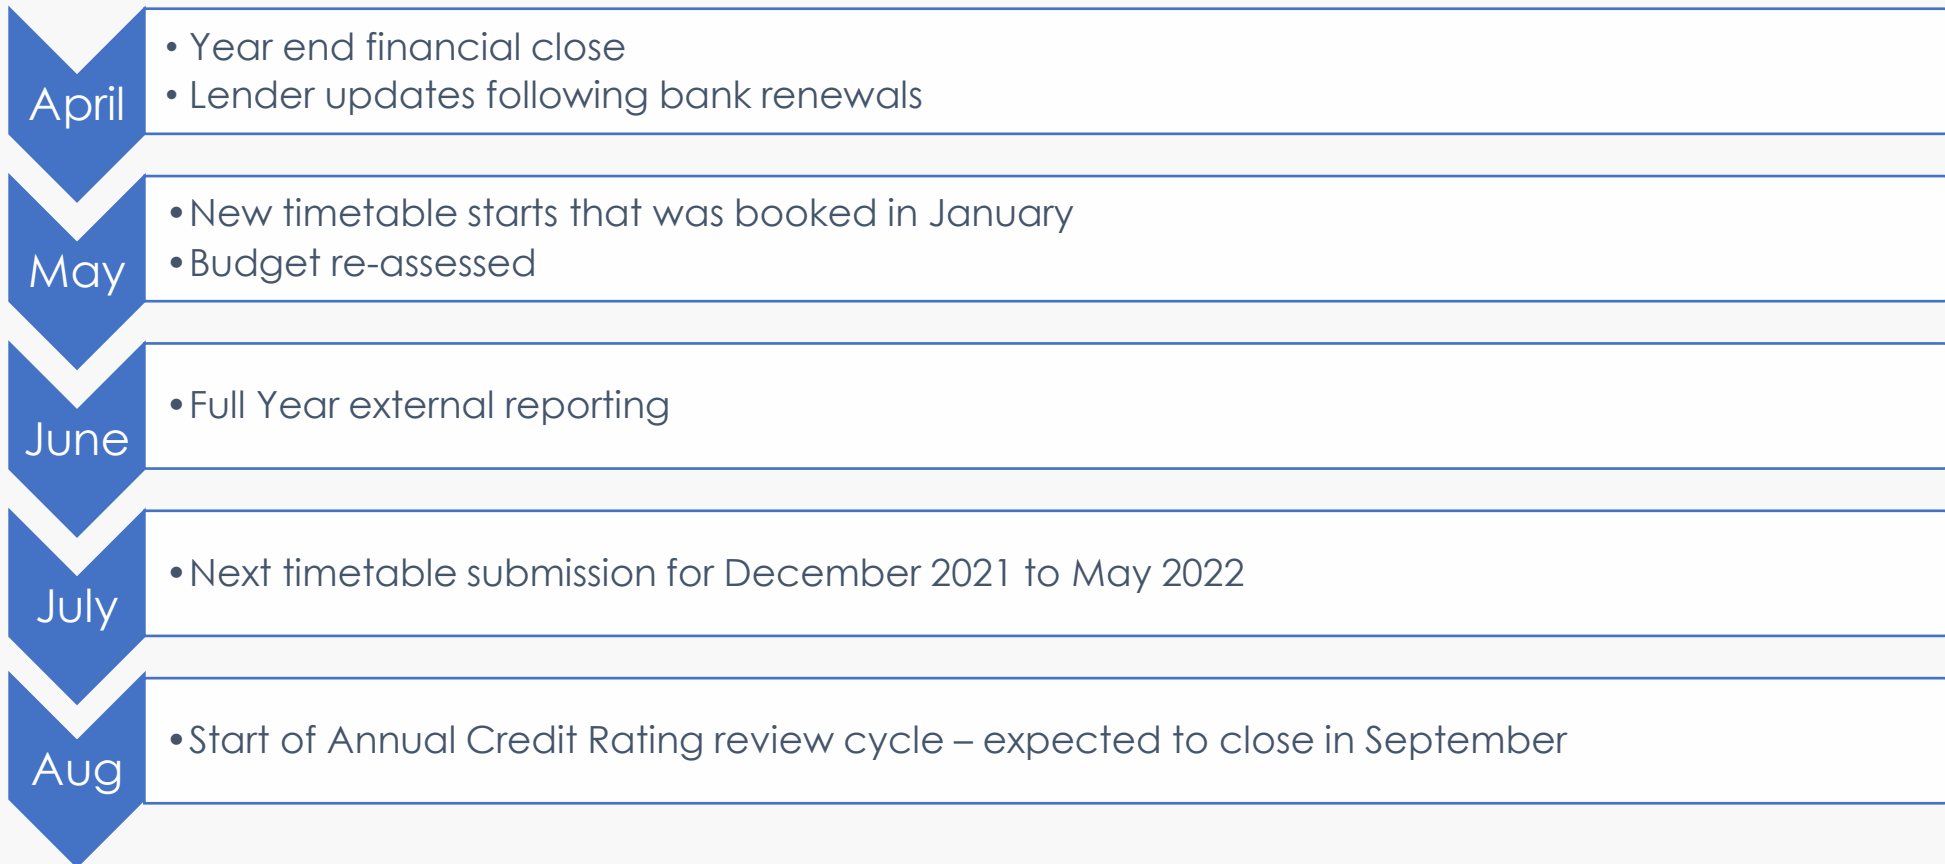 April
• Year end financial close
• Lender updates following bank renewals
May
• New timetable starts that was booked in January
• Budget re-assessed
June
• Full Year external reporting
July
• Next timetable submission for December 2021 to May 2022
Aug
• Start of Annual Credit Rating review cycle – expected to close in September